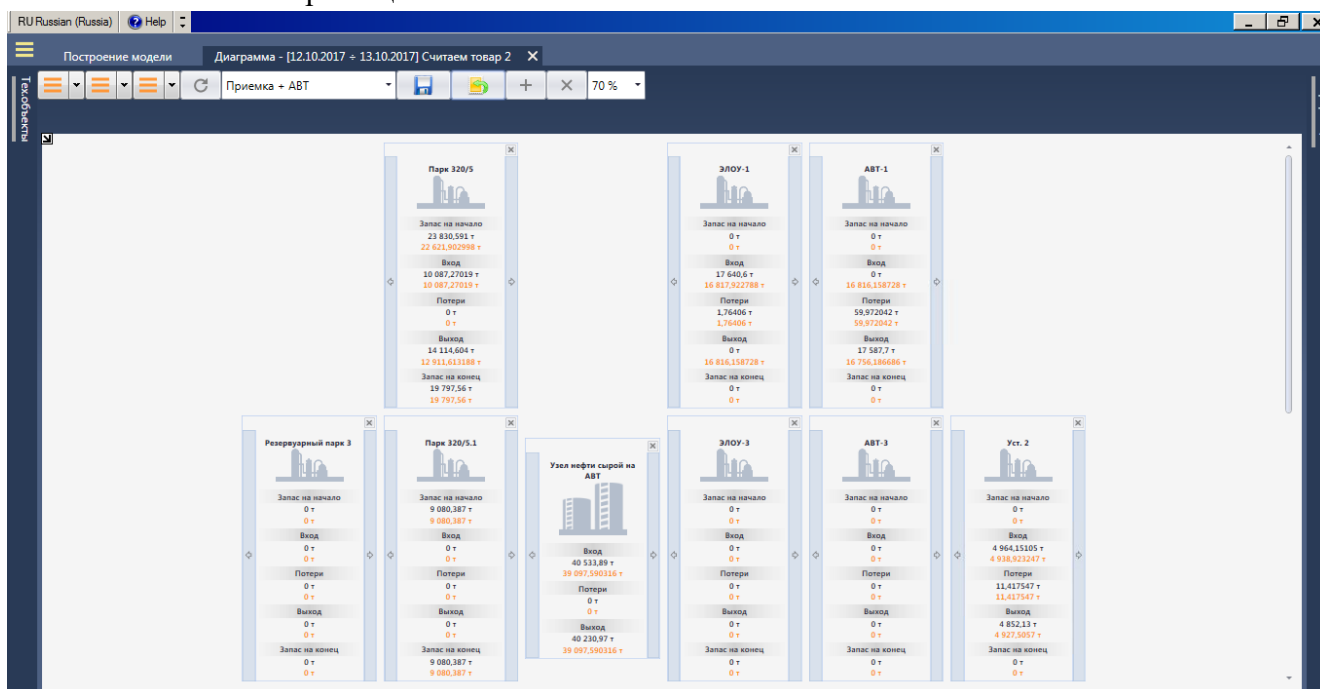 RU Russian (Russia) Help
Построение модели Диаграмма - [12.10.2017 ÷ 13.10.2017] Считаем товар 2
Тех.объекты
Приемка + АВТ 70 %
Парк 320/5
Запас на начало
23 830,591 т
22 621,902998 т
Вход
10 087,27019 т
10 087,27019 т
Потери
0 т
0 т
Выход
14 114,604 т
12 911,613188 т
Запас на конец
19 797,56 т
19 797,56 т
ЭЛОУ-1
Запас на начало
0 т
0 т
Вход
17 640,6 т
16 817,922788 т
Потери
1,76406 т
1,76406 т
Выход
0 т
16 816,158728 т
Запас на конец
0 т
0 т
АВТ-1
Запас на начало
0 т
0 т
Вход
0 т
16 816,158728 т
Потери
59,972042 т
59,972042 т
Выход
17 587,7 т
16 756,186686 т
Запас на конец
0 т
0 т
Резервуарный парк 3
Запас на начало
0 т
0 т
Вход
0 т
0 т
Потери
0 т
0 т
Выход
0 т
0 т
Запас на конец
0 т
0 т
Парк 320/5.1
Запас на начало
9 080,387 т
9 080,387 т
Вход
0 т
0 т
Потери
0 т
0 т
Выход
0 т
0 т
Запас на конец
9 080,387 т
9 080,387 т
Узел нефти сырой на
АВТ
Вход
40 533,89 т
39 097,590316 т
Потери
0 т
0 т
Выход
40 230,97 т
39 097,590316 т
ЭЛОУ-3
Запас на начало
0 т
0 т
Вход
0 т
0 т
Потери
0 т
0 т
Выход
0 т
0 т
Запас на конец
0 т
0 т
АВТ-3
Запас на начало
0 т
0 т
Вход
0 т
0 т
Потери
0 т
0 т
Выход
0 т
0 т
Запас на конец
0 т
0 т
Уст. 2
Запас на начало
0 т
0 т
Вход
4 964,15105 т
4 938,923247 т
Потери
11,417547 т
11,417547 т
Выход
4 852,13 т
4 927,5057 т
Запас на конец
0 т
0 т